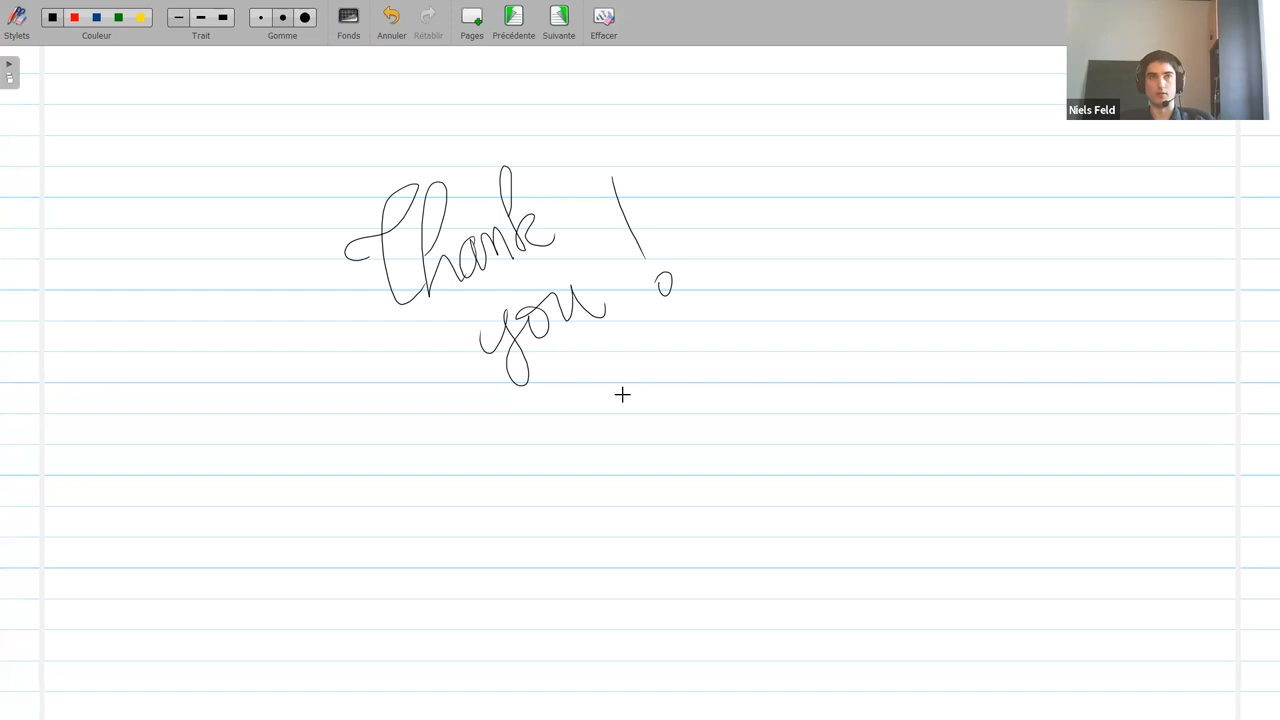 Stylets Couleur Trait Gomme Fonds Annuler Rétablir Pages Précédente Suivante Effacer
Niels Feld
Thank !
you